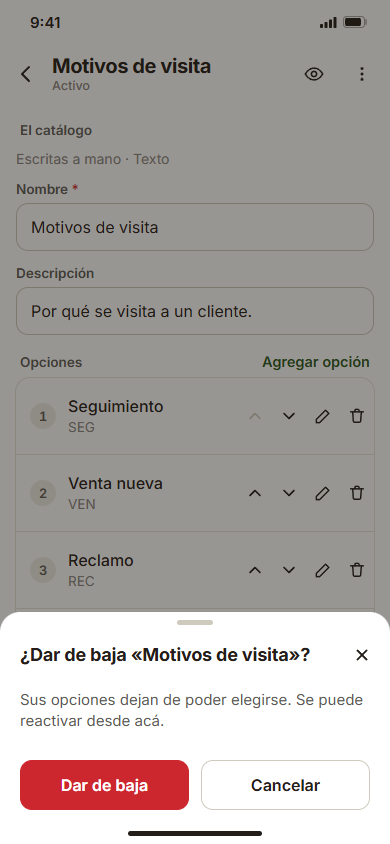 9:41
Motivos de visita
Activo
El catálogo
Escritas a mano · Texto
Nombre *
Motivos de visita
Descripción
Por qué se visita a un cliente.
Opciones
Agregar opción
1
Seguimiento
SEG
2
Venta nueva
VEN
3
Reclamo
REC
¿Dar de baja «Motivos de visita»?
Sus opciones dejan de poder elegirse. Se puede
reactivar desde acá.
Dar de baja
Cancelar